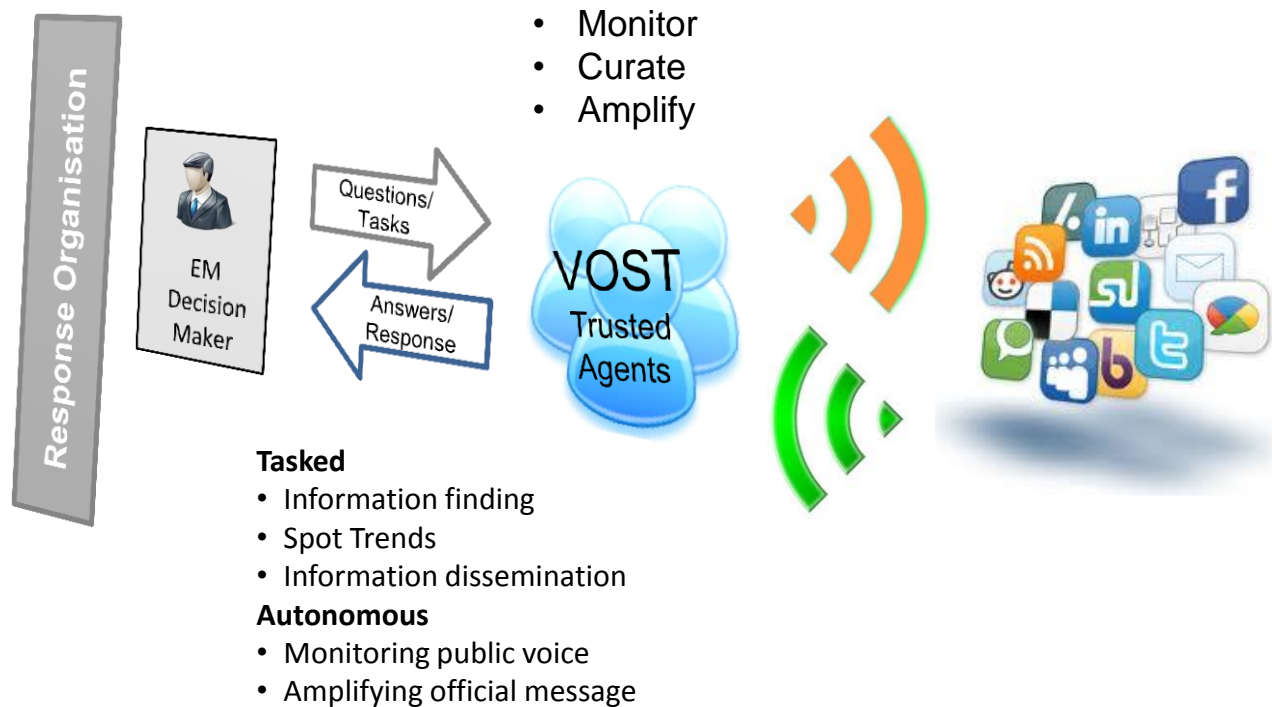 Response Organisation
EM
Decision
Maker
Questions/
Tasks
Answers/
Response
• Monitor
• Curate
• Amplify
VOST
Trusted
Agents
Tasked
• Information finding
• Spot Trends
• Information dissemination
Autonomous
• Monitoring public voice
• Amplifying official message
in
f